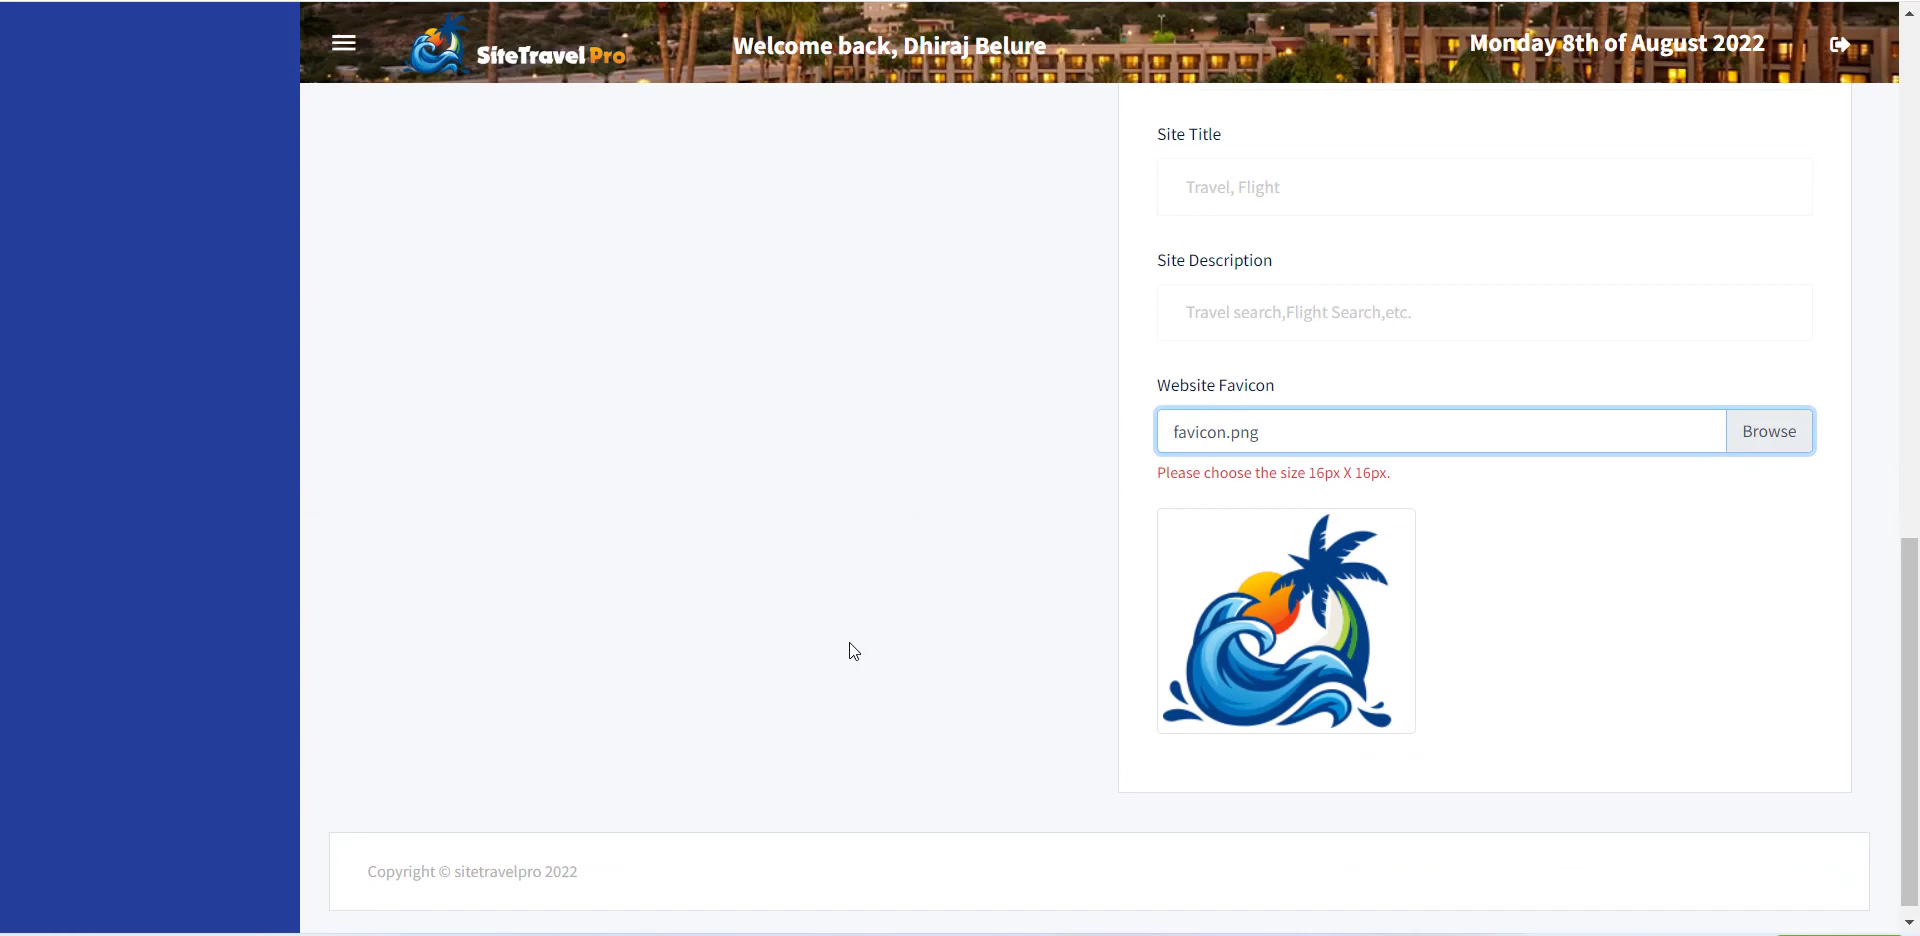 SiteTravel Pro
Welcome back, Dhiraj Belure
Monday 8th of August 2022
Site Title
Travel, Flight
Site Description
Travel search,Flight Search,etc.
Website Favicon
favicon.png
Browse
Please choose the size 16px X 16px.
Copyright © sitetravelpro 2022